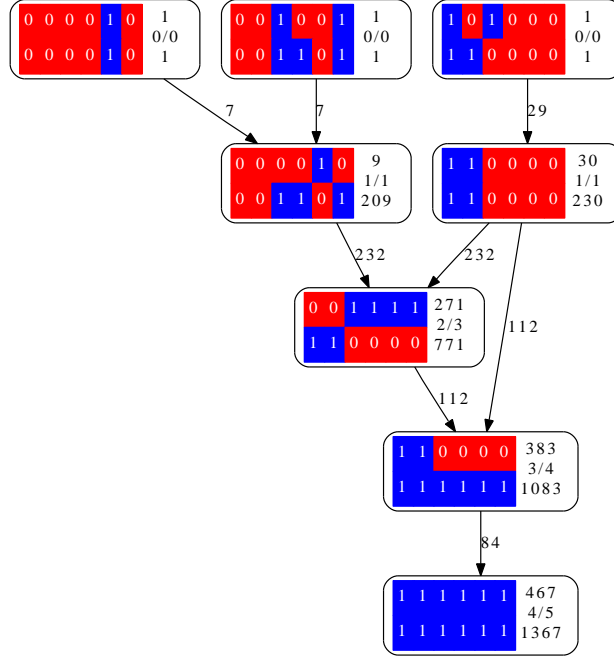 0 0 0 0 1 0 1
0/0
0 0 0 0 1 0 1
0 0 1 0 0 1 1
0/0
0 0 1 1 0 1 1
1 0 1 0 0 0 1
0/0
1 1 0 0 0 0 1
7
7
29
0 0 0 0 1 0 9
1/1
0 0 1 1 0 1 209
1 1 0 0 0 0 30
1/1
1 1 0 0 0 0 230
232
232
112
0 0 1 1 1 1 271
2/3
1 1 0 0 0 0 771
112
1 1 0 0 0 0 383
3/4
1 1 1 1 1 1 1083
84
1 1 1 1 1 1 467
4/5
1 1 1 1 1 1 1367